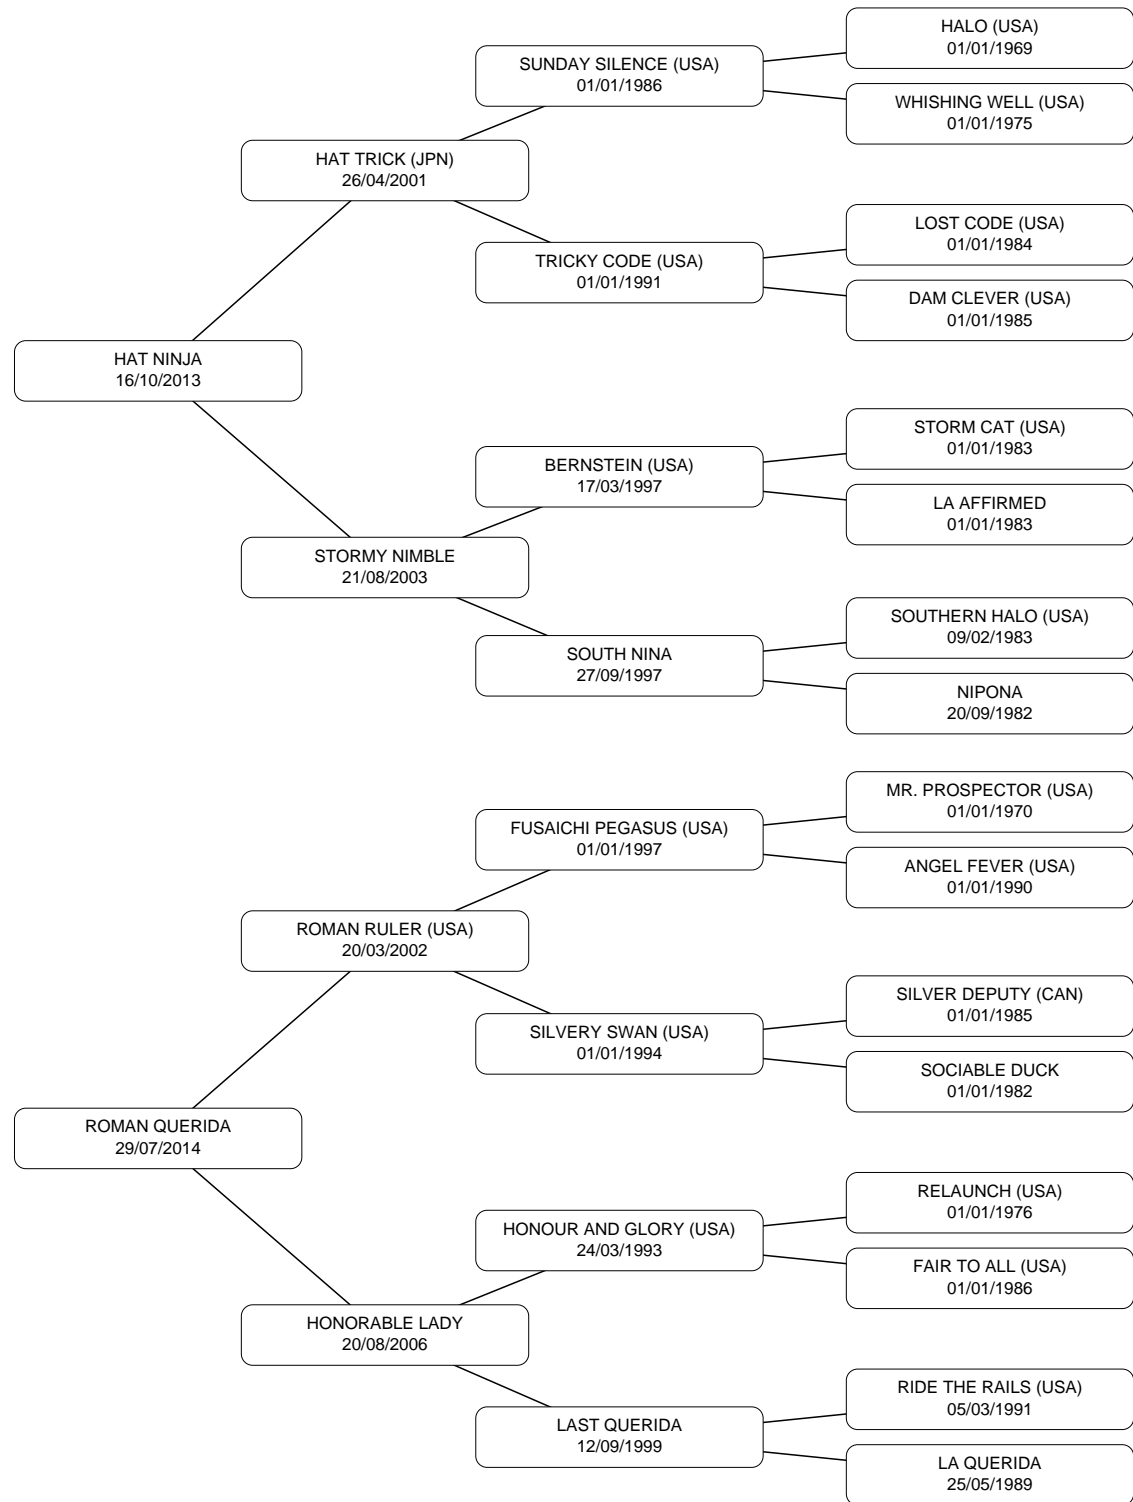 HALO (USA)
01/01/1969
SUNDAY SILENCE (USA)
01/01/1986
WHISHING WELL (USA)
01/01/1975
HAT TRICK (JPN)
26/04/2001
LOST CODE (USA)
01/01/1984
TRICKY CODE (USA)
01/01/1991
DAM CLEVER (USA)
01/01/1985
HAT NINJA
16/10/2013
STORM CAT (USA)
01/01/1983
BERNSTEIN (USA)
17/03/1997
LA AFFIRMED
01/01/1983
STORMY NIMBLE
21/08/2003
SOUTHERN HALO (USA)
09/02/1983
SOUTH NINA
27/09/1997
NIPONA
20/09/1982
MR. PROSPECTOR (USA)
01/01/1970
FUSAICHI PEGASUS (USA)
01/01/1997
ANGEL FEVER (USA)
01/01/1990
ROMAN RULER (USA)
20/03/2002
SILVER DEPUTY (CAN)
01/01/1985
SILVERY SWAN (USA)
01/01/1994
SOCIABLE DUCK
01/01/1982
ROMAN QUERIDA
29/07/2014
RELAUNCH (USA)
01/01/1976
HONOUR AND GLORY (USA)
24/03/1993
FAIR TO ALL (USA)
01/01/1986
HONORABLE LADY
20/08/2006
RIDE THE RAILS (USA)
05/03/1991
LAST QUERIDA
12/09/1999
LA QUERIDA
25/05/1989